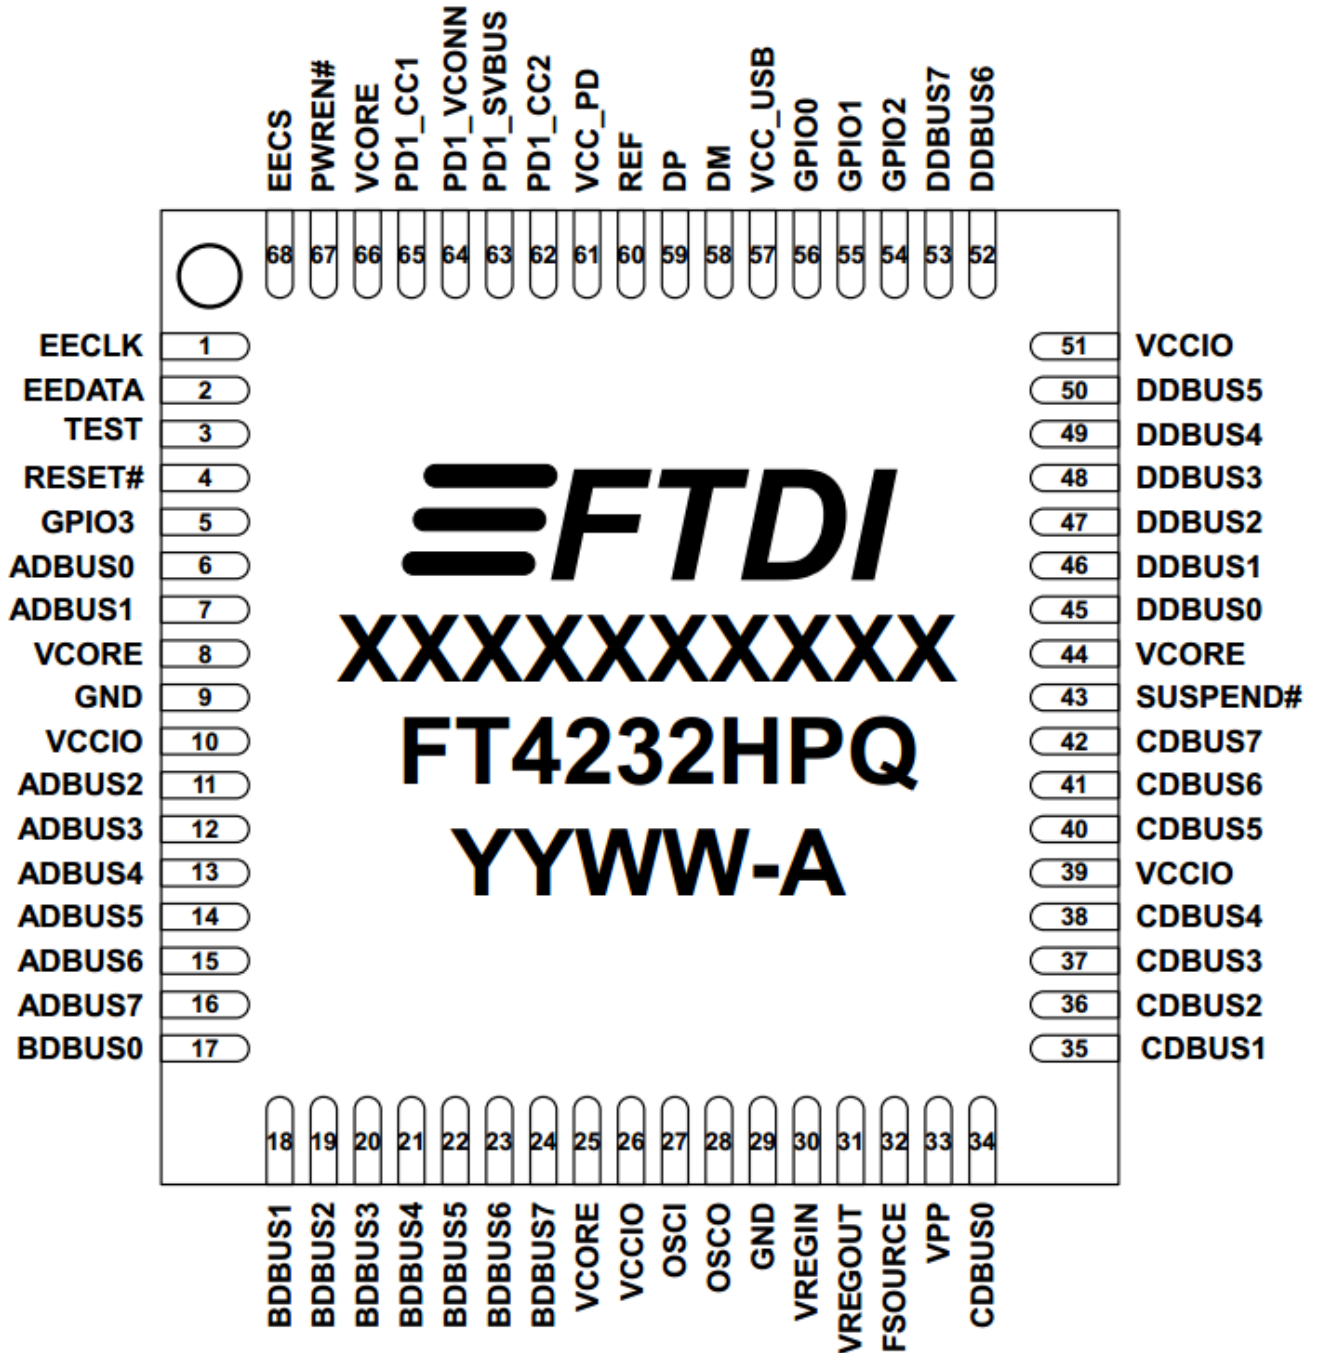 EECS
PWREN#
VCORE
PD1_CC1
PD1_VCONN
PD1_SVBUS
PD1_CC2
VCC_PD
REF
DP
DM
VCC_USB
GPIO0
GPIO1
GPIO2
DDBUS7
DDBUS6
68 67 66 65 64 63 62 61 60 59 58 57 56 55 54 53 52
EECLK 1
EEDATA 2
TEST 3
RESET# 4
GPIO3 5
ADBUS0 6
ADBUS1 7
VCORE 8
GND 9
VCCIO 10
ADBUS2 11
ADBUS3 12
ADBUS4 13
ADBUS5 14
ADBUS6 15
ADBUS7 16
BDBUS0 17
FTDI
XXXXXXXXXX
FT4232HPQ
YYWW-A
51 VCCIO
50 DDBUS5
49 DDBUS4
48 DDBUS3
47 DDBUS2
46 DDBUS1
45 DDBUS0
44 VCORE
43 SUSPEND#
42 CDBUS7
41 CDBUS6
40 CDBUS5
39 VCCIO
38 CDBUS4
37 CDBUS3
36 CDBUS2
35 CDBUS1
18 19 20 21 22 23 24 25 26 27 28 29 30 31 32 33 34
BDBUS1
BDBUS2
BDBUS3
BDBUS4
BDBUS5
BDBUS6
BDBUS7
VCORE
VCCIO
OSCI
OSCO
GND
VREGIN
VREGOUT
FSOURCE
VPP
CDBUS0